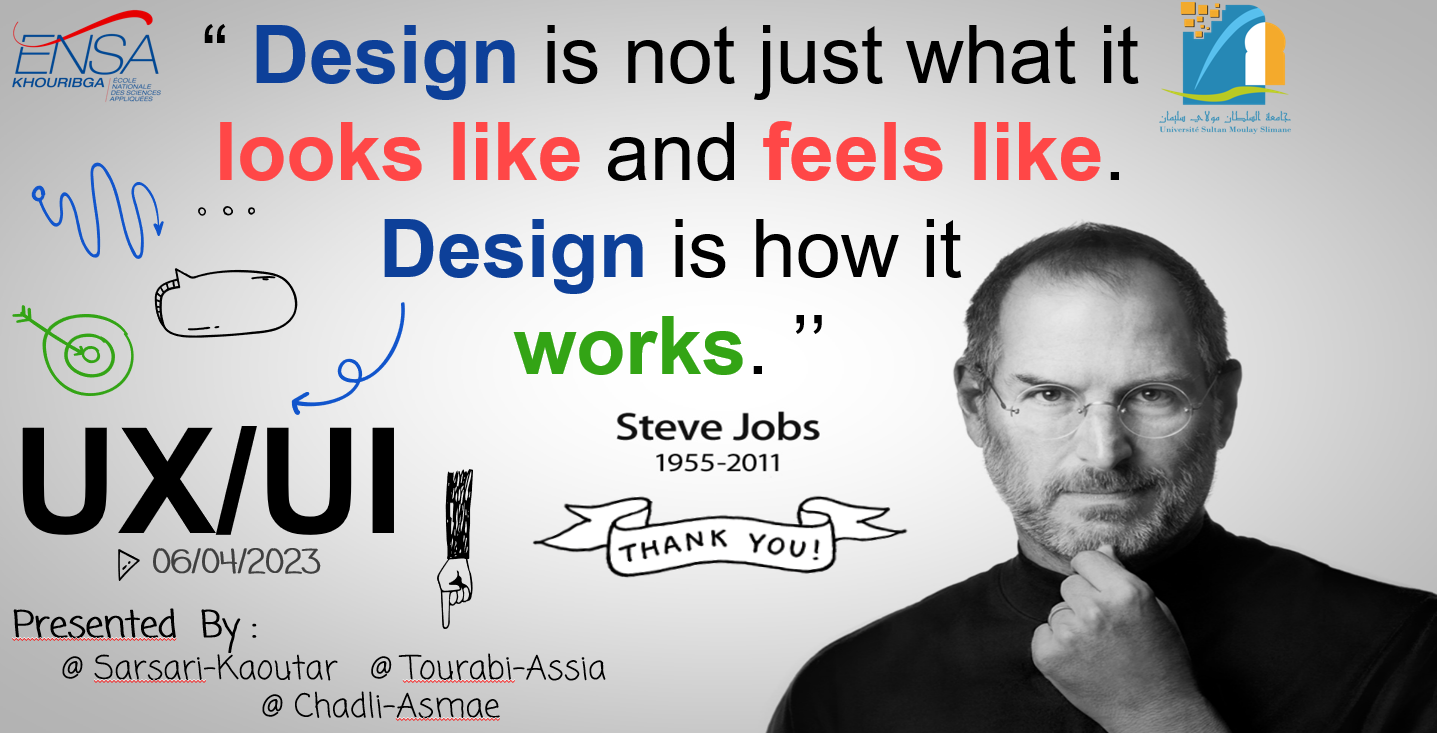 ENSA
KHOURIBGA
ÉCOLE
NATIONALE
DES SCIENCES
APPLIQUÉES
“ Design is not just what it
looks like and feels like.
Design is how it
works. ’’
جامعة السلطان مولاي سليمان
Université Sultan Moulay Slimane
Steve Jobs
1955-2011
THANK YOU!
UX/UI
06/04/2023
Presented By :
@ Sarsari-Kaoutar @ Tourabi-Assia
@ Chadli-Asmae